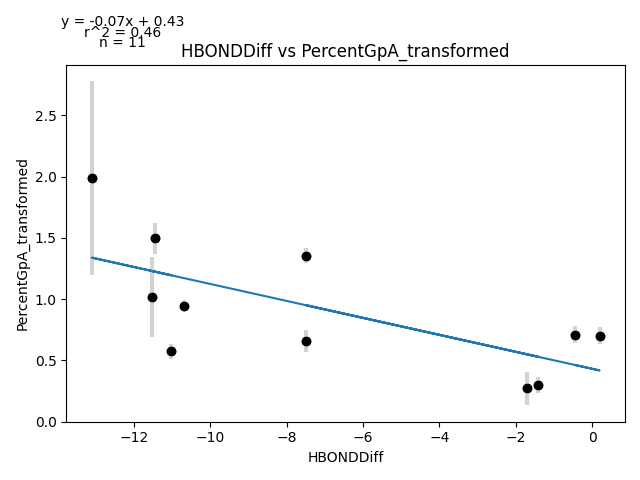 y = -0.07x + 0.43
r^2 = 0.46
n = 11
HBONDDiff vs PercentGpA_transformed
PercentGpA_transformed
2.5
2.0
1.5
1.0
0.5
0.0
−12 −10 −8 −6 −4 −2 0
HBONDDiff